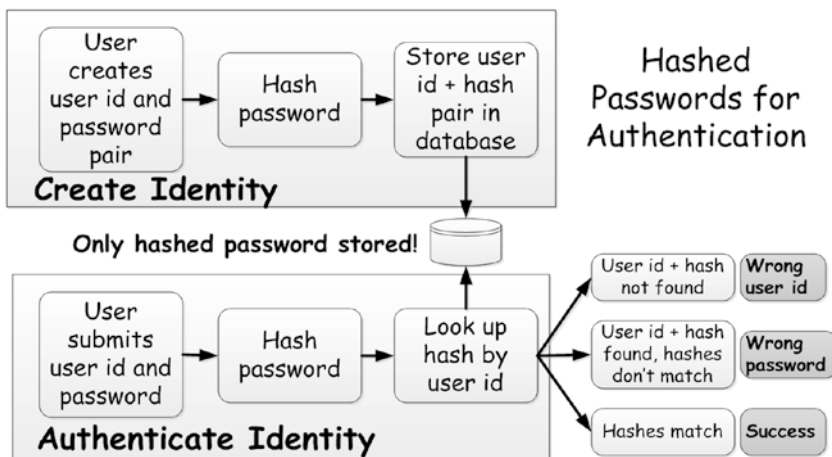 User
creates
user id and
password
pair
Hash
password
Store user
id + hash
pair in
database
Hashed
Passwords for
Authentication
Create Identity
Only hashed password stored!
User
submits
user id and
password
Hash
password
Look up
hash by
user id
User id + hash
not found
Wrong
user id
User id + hash
found, hashes
don't match
Wrong
password
Hashes match
Success
Authenticate Identity